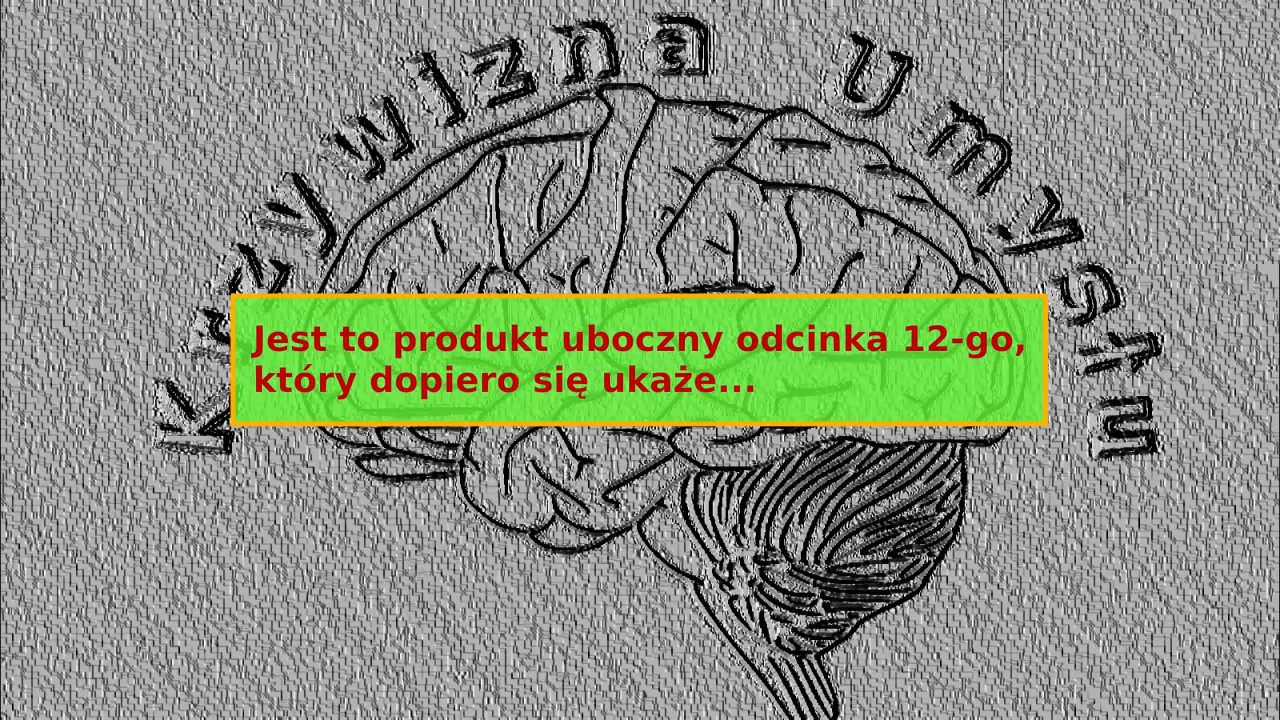 Krzywizna Umysłu
Jest to produkt uboczny odcinka 12-go,
który dopiero się ukaże...